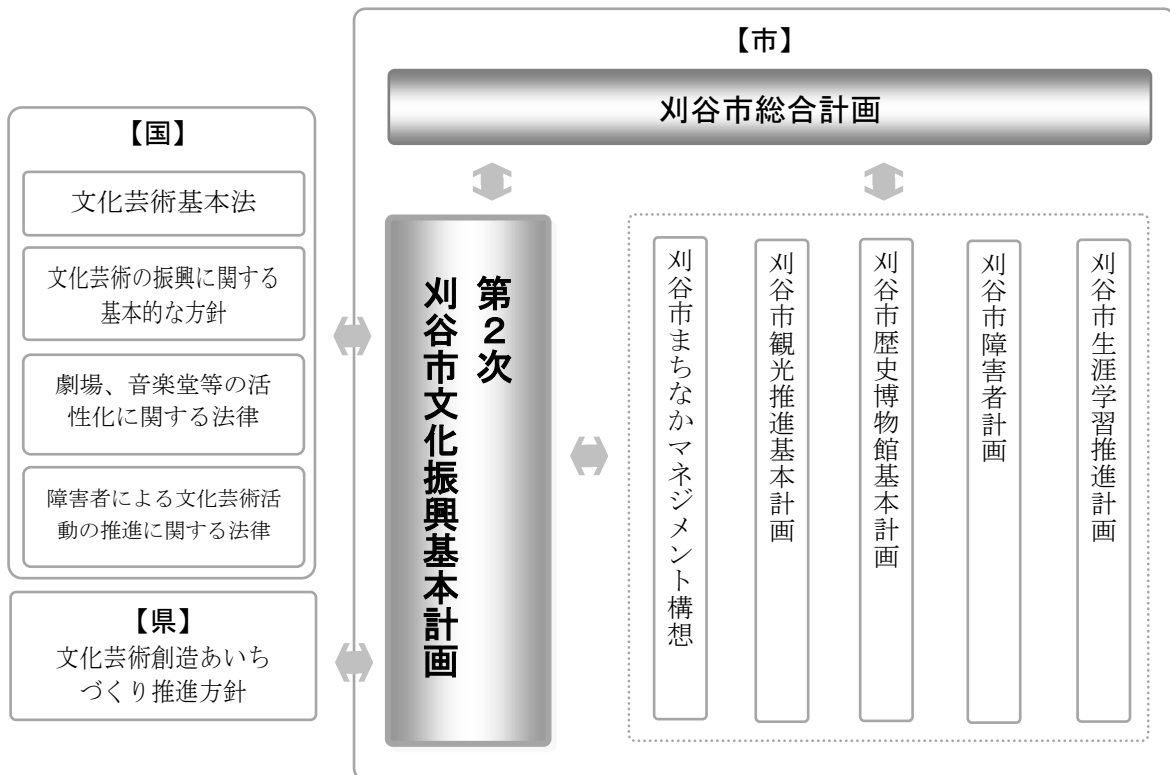 【市】
刈谷市総合計画
【国】
文化芸術基本法
文化芸術の振興に関する
基本的な方針
劇場、音楽堂等の活
性化に関する法律
障害者による文化芸術活
動の推進に関する法律
【県】
文化芸術創造あいち
づくり推進方針
第2次
刈谷市文化振興基本計画
刈谷市まちなかマネジメント構想
刈谷市観光推進基本計画
刈谷市歴史博物館基本計画
刈谷市障害者計画
刈谷市生涯学習推進計画